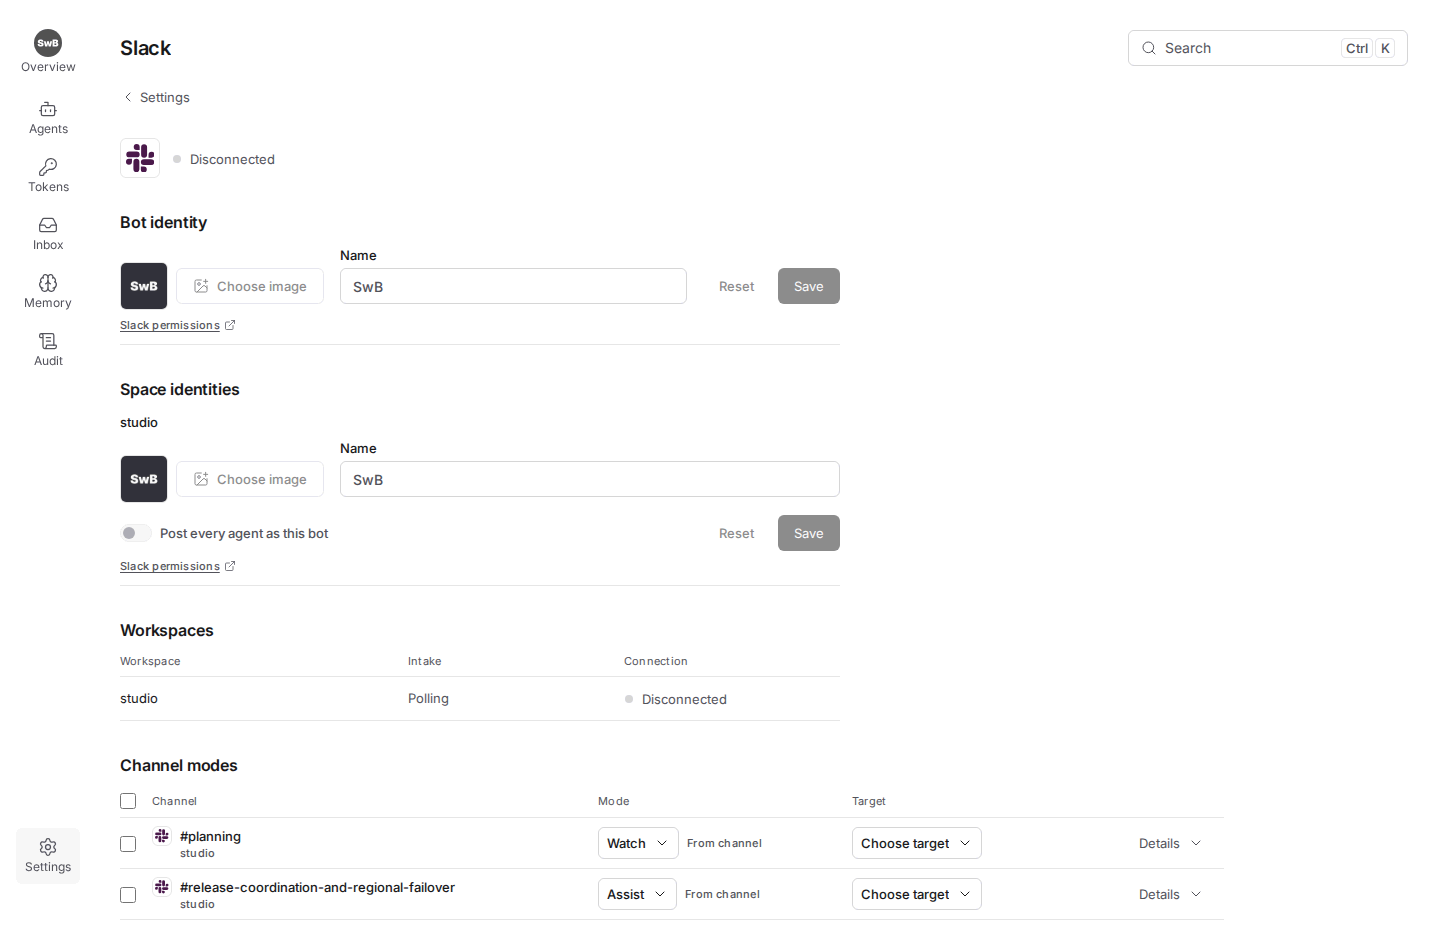 SwB
Overview
Agents
Tokens
Inbox
Memory
Audit
Settings
Slack
Search
Ctrl K
Settings
Disconnected
Bot identity
Name
SwB
Choose image
SwB
Reset
Save
Slack permissions
Space identities
studio
Name
SwB
Choose image
SwB
Post every agent as this bot
Reset
Save
Slack permissions
Workspaces
Workspace Intake Connection
studio Polling Disconnected
Channel modes
Channel Mode Target
#planning
studio
Watch
From channel
Choose target
Details
#release-coordination-and-regional-failover
studio
Assist
From channel
Choose target
Details